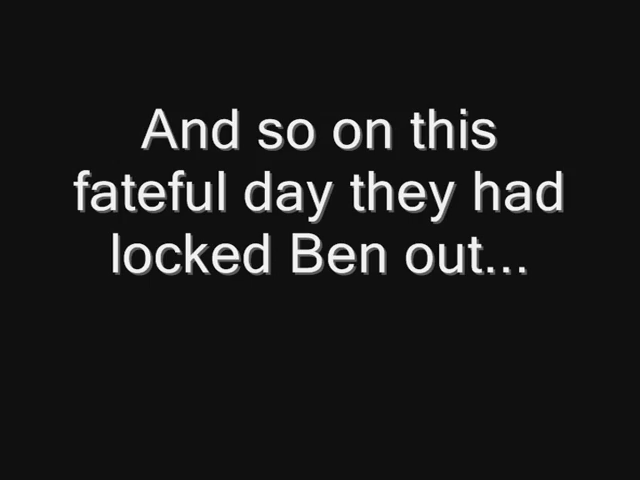 And so on this
fateful day they had
locked Ben out...